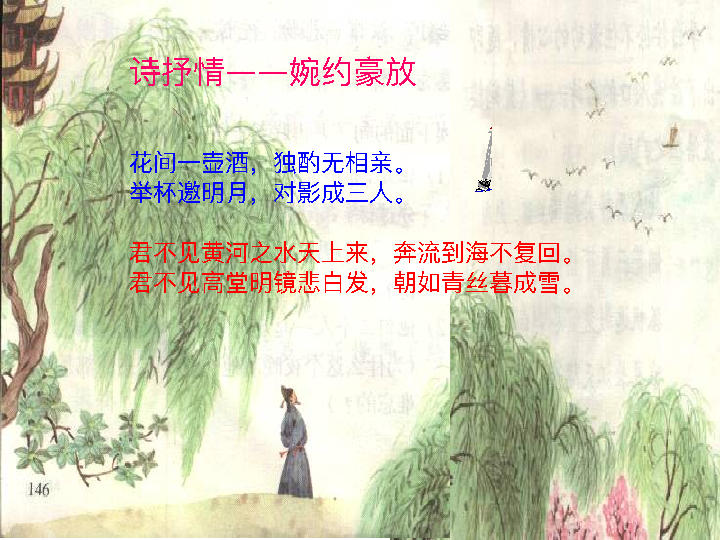 诗抒情——婉约豪放
花间一壶酒，独酌无相亲。
举杯邀明月，对影成三人。
君不见黄河之水天上来，奔流到海不复回。
君不见高堂明镜悲白发，朝如青丝暮成雪。
146